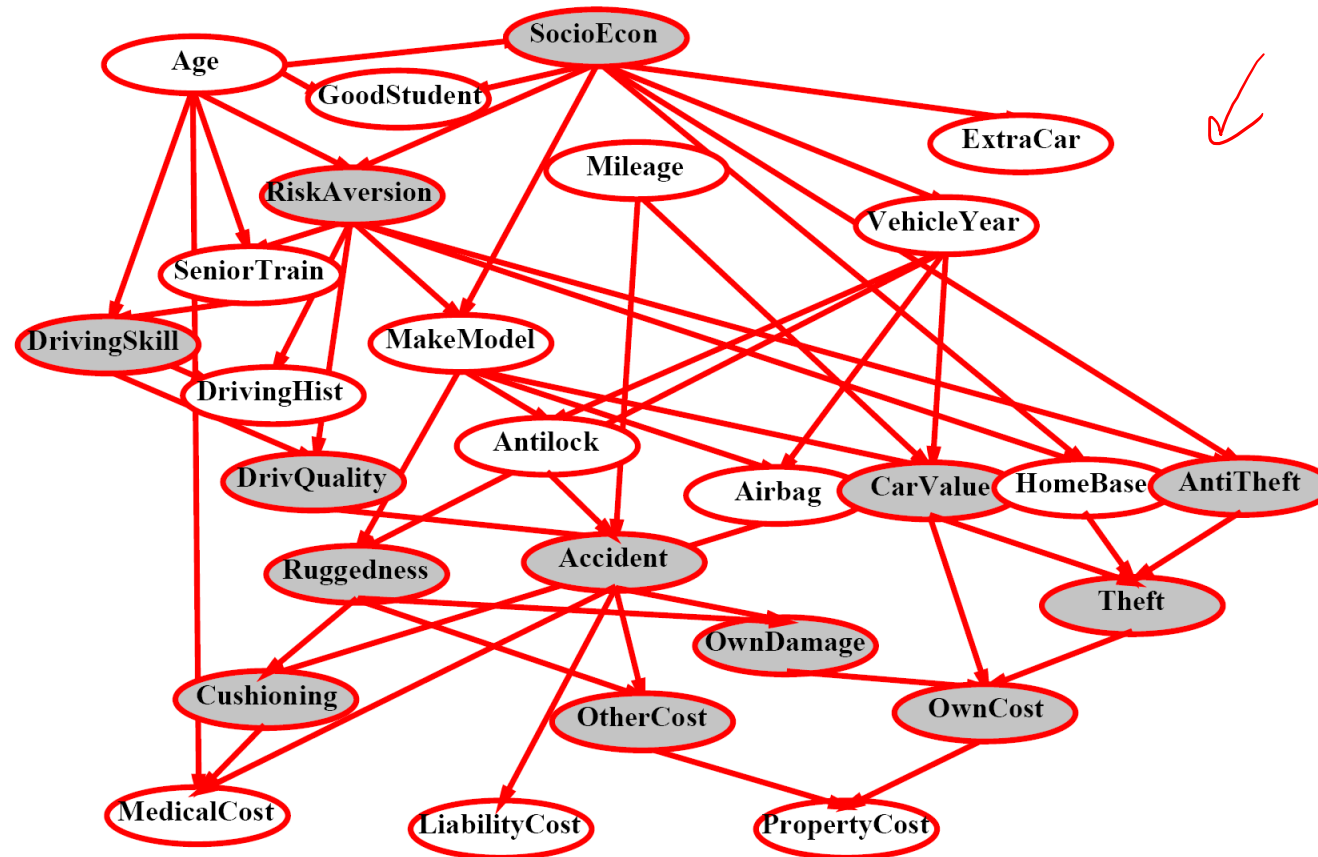 SocioEcon
Age
GoodStudent
ExtraCar
Mileage
RiskAversion
VehicleYear
SeniorTrain
DrivingSkill
MakeModel
DrivingHist
Antilock
DrivQuality
Airbag
CarValue
HomeBase
AntiTheft
Ruggedness
Accident
Theft
OwnDamage
Cushioning
OtherCost
OwnCost
MedicalCost
LiabilityCost
PropertyCost